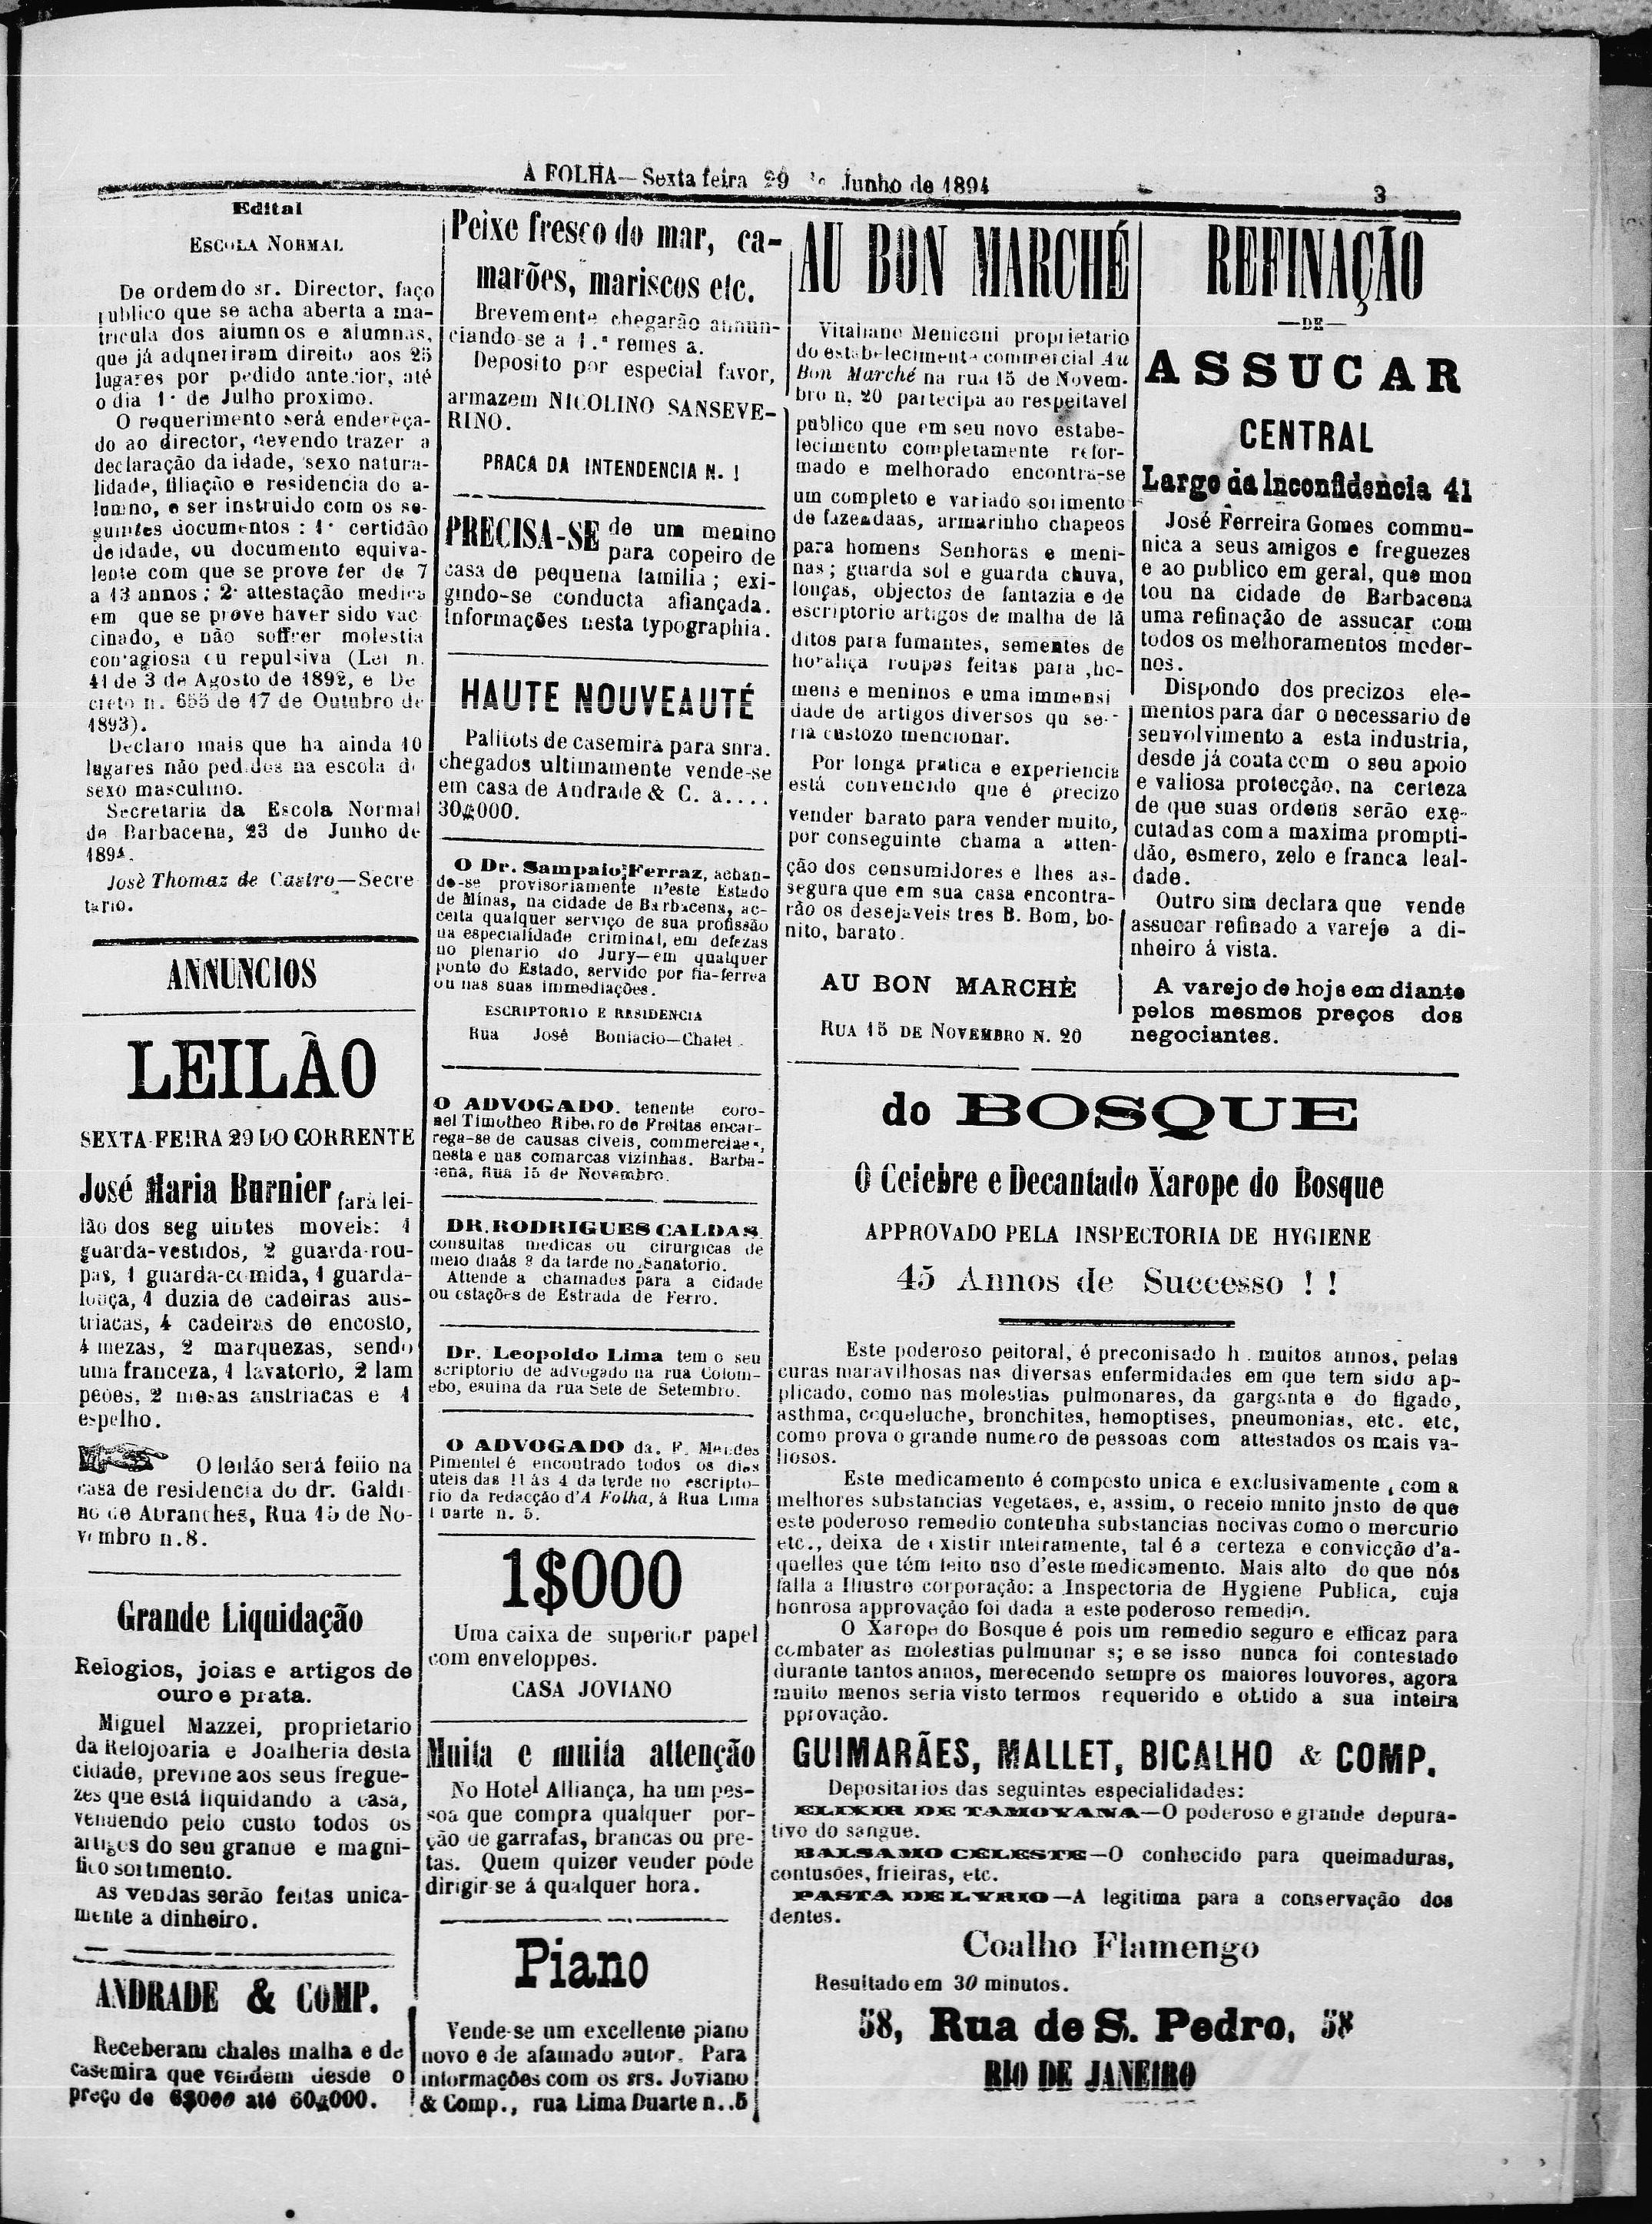 A FOLHA—Sexta feira 29 de Junho de 1894
3
Edital
ESCOLA NORMAL
De ordem do sr. Director, faço
publico que se acha aberta a ma-
tricula dos alumnos e alumnas,
que já adqneriram direito aos 25
lugares por pedido anterior, até
o dia 1· de Julho proximo.
O requerimento será endereça-
do ao director, devendo trazer a
declaração da idade, sexo natura-
lidade, filiação e residencia do a-
lumno, e ser instruido com os se-
guintes documentos : 1· certidão
de idade, ou documento equiva-
lente com que se prove ter de 7
a 13 annos ; 2· attestação medica
em que se prove haver sido vac
cinado, e não soffrer molestia
contagiosa ou repulsiva (Lei n.
41 de 3 de Agosto de 1892, e De
creto n. 655 de 17 de Outubro de
1893).
Declaro mais que ha ainda 10
lugares não pedidos na escola do
sexo masculino.
Secretaria da Escola Normal
de Barbacena, 23 de Junho de
1894.
José Thomaz de Castro—Secre
tario.
ANNUNCIOS
LEILÃO
SEXTA-FEIRA 29 DO CORRENTE
José Maria Burnier fará lei-
lão dos seg uintes moveis: 1
guarda-vestidos, 2 guarda-rou-
pas, 1 guarda-comida, 1 guarda-
louça, 1 duzia de cadeiras aus-
triacas, 4 cadeiras de encosto,
4 mezas, 2 marquezas, sendo
uma franceza, 1 lavatorio, 2 lam
peões, 2 mesas austriacas e 1
espelho.
O leilão será feito na
casa de residencia do dr. Galdi-
no de Abranches, Rua 15 de No-
vembro n. 8.
Grande Liquidação
Relogios, joias e artigos de
ouro e prata.
Miguel Mazzei, proprietario
da Relojoaria e Joalheria desta
cidade, previne aos seus fregue-
zes que está liquidando a casa,
vendendo pelo custo todos os
artigos do seu grande e magni-
fico sortimento.
As vendas serão feitas unica-
mente a dinheiro.
ANDRADE & COMP.
Receberam chales malha e de
casemira que vendem desde o
preço de 6$000 até 60$000.
Peixe fresco do mar, ca-
marões, mariscos etc.
Brevemente chegarão annun-
ciando-se a 1.ª remes a.
Deposito por especial favor,
armazem NICOLINO SANSEVE-
RINO.
PRACA DA INTENDENCIA N. 1
PRECISA-SE de um menino
para copeiro de
casa de pequena familia ; exi-
gindo-se conducta afiançada.
Informações nesta typographia.
HAUTE NOUVEAUTÉ
Palitots de casemira para snra.
chegados ultimamente vende-se
em casa de Andrade & C. a....
30$000.
O Dr. Sampaio Ferraz, achan-
do-se provisoriamente n'este Estado
de Minas, na cidade de Barbacena, ac-
ceita qualquer serviço de sua profissão
na especialidade criminal, em defezas
no plenario do Jury—em qualquer
ponto do Estado, servido por fia-ferrea
ou nas suas immediações.
ESCRIPTORIO E RESIDENCIA
Rua José Bonifacio—Chalet
O ADVOGADO. tenente coro-
nel Timotheo Ribeiro de Freitas encar-
rega-se de causas civeis, commerciaes,
nesta e nas comarcas vizinhas. Barba-
cena, Rua 15 de Novembro.
DR. RODRIGUES CALDAS
consultas medicas ou cirurgicas de
meio dia ás 2 da tarde no Sanatorio.
Attende a chamados para a cidade
ou estações de Estrada de Ferro.
Dr. Leopoldo Lima tem o seu
scriptorio de advogado na rua Colom-
ebo, esuina da rua Sete de Setembro.
O ADVOGADO da. F. Mendes
Pimentel é encontrado todos os dias
uteis das 11 ás 4 da tarde no escripto-
rio da redacção d'A Folha, á Rua Lima
Duarte n. 5.
1$000
Uma caixa de superior papel
com enveloppes.
CASA JOVIANO
Muita e muita attenção
No Hotel Alliança, ha um pes-
soa que compra qualquer por-
ção de garrafas, brancas ou pre-
tas. Quem quizer vender pode
dirigir-se á qualquer hora.
Piano
Vende-se um excellente piano
novo e de afamado autor. Para
informações com os srs. Joviano
& Comp., rua Lima Duarte n..5
AU BON MARCHÉ
Vitaliano Meniconi proprietario
do estabelecimento commercial Au
Bon Marché na rua 15 de Novem-
bro n. 20 partecipa ao respeitavel
publico que em seu novo estabe-
lecimento completamente refor-
mado e melhorado encontra-se
um completo e variado sorimento
de fazendaas, armarinho chapeos
para homens Senhoras e meni-
nas ; guarda sol e guarda chuva,
louças, objectos de fantazia e de
escriptorio artigos de malha de lã
ditos para fumantes, sementes de
horaliça roupas feitas para ho-
mens e meninos e uma immensi
dade de artigos diversos qu se-
ria custozo mencionar.
Por longa pratica e experiencia
está convencido que é precizo
vender barato para vender muito,
por conseguinte chama a atten-
ção dos consumidores e lhes as-
segura que em sua casa encontra-
rão os desejaveis tres B. Bom, bo-
nito, barato.
AU BON MARCHÈ
RUA 15 DE NOVEMBRO N. 20
REFINAÇÃO
—DE—
ASSUCAR
CENTRAL
Largo da Inconfidencia 41
José Ferreira Gomes commu-
nica a seus amigos e freguezes
e ao publico em geral, que mon
tou na cidade de Barbacena
uma refinação de assucar com
todos os melhoramentos moder-
nos.
Dispondo dos precizos ele-
mentos para dar o necessario de
senvolvimento a esta industria,
desde já conta com o seu apoio
e valiosa protecção, na certeza
de que suas ordens serão exe-
cutadas com a maxima prompti-
dão, esmero, zelo e franca leal-
dade.
Outro sim declara que vende
assucar refinado a varejo a di-
nheiro á vista.
A varejo de hoje em diante
pelos mesmos preços dos
negociantes.
do BOSQUE
O Celebre e Decantado Xarope do Bosque
APPROVADO PELA INSPECTORIA DE HYGIENE
45 Annos de Successo ! !
Este poderoso peitoral, é preconisado h . muitos annos, pelas
curas maravilhosas nas diversas enfermidades em que tem sido ap-
plicado, como nas molestias pulmonares, da garganta e do figado,
asthma, coqueluche, bronchites, hemoptises, pneumonias, etc. etc,
como prova o grande numero de pessoas com attestados os mais va-
liosos.
Este medicamento é composto unica e exclusivamente , com a
melhores substancias vegetaes, e, assim, o receio mnito jnsto de que
este poderoso remedio contenha substancias nocivas como o mercurio
etc., deixa de existir inteiramente, tal é a certeza e convicção d'a-
quelles que têm feito uso d'este medicamento. Mais alto do que nós
falla a Illustre corporação: a Inspectoria de Hygiene Publica, cuja
honrosa approvação foi dada a este poderoso remedio.
O Xarope do Bosque é pois um remedio seguro e efficaz para
combater as molestias pulmunar s; e se isso nunca foi contestado
durante tantos annos, merecendo sempre os maiores louvores, agora
muito menos seria visto termos requerido e obtido a sua inteira
pprovação.
GUIMARÃES, MALLET, BICALHO & COMP.
Depositarios das seguintes especialidades:
ELIXIR DE TAMOYANA—O poderoso e grande depura-
tivo do sangue.
BALSAMO CELESTE—O conhecido para queimaduras,
contusões, frieiras, etc.
PASTA DE LYRIO—A legitima para a conservação dos
dentes.
Coalho Flamengo
Resultado em 30 minutos.
58, Rua de S. Pedro, 58
RIO DE JANEIRO